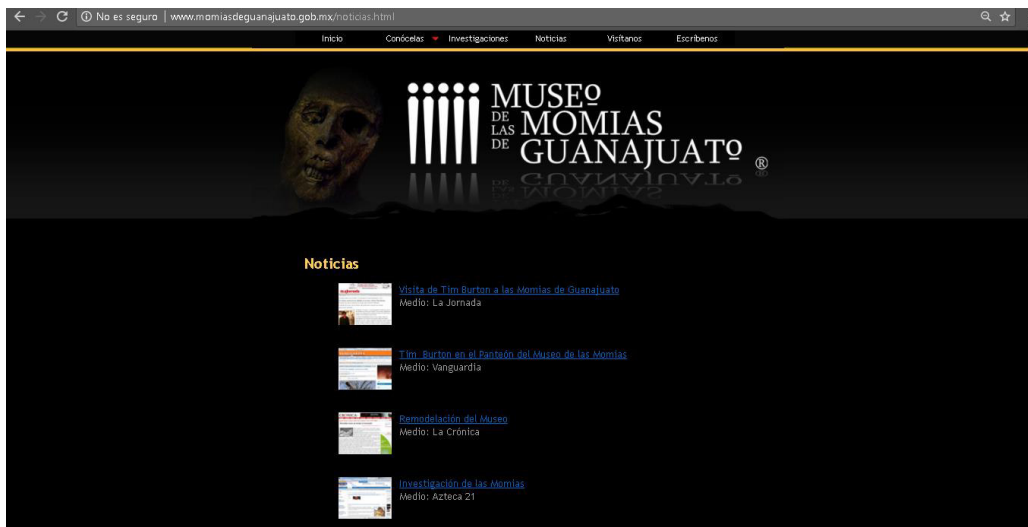 No es seguro | www.momiasdeguanajuato.gob.mx/noticias.html
Inicio Conócelas Investigaciones Noticias Visítanos Escríbenos
MUSEO
DE LAS MOMIAS
DE GUANAJUATO ®
Noticias
Visita de Tim Burton a las Momias de Guanajuato
Medio: La Jornada
Tim Burton en el Panteón del Museo de las Momias
Medio: Vanguardia
Remodelación del Museo
Medio: La Crónica
Investigación de las Momias
Medio: Azteca 21